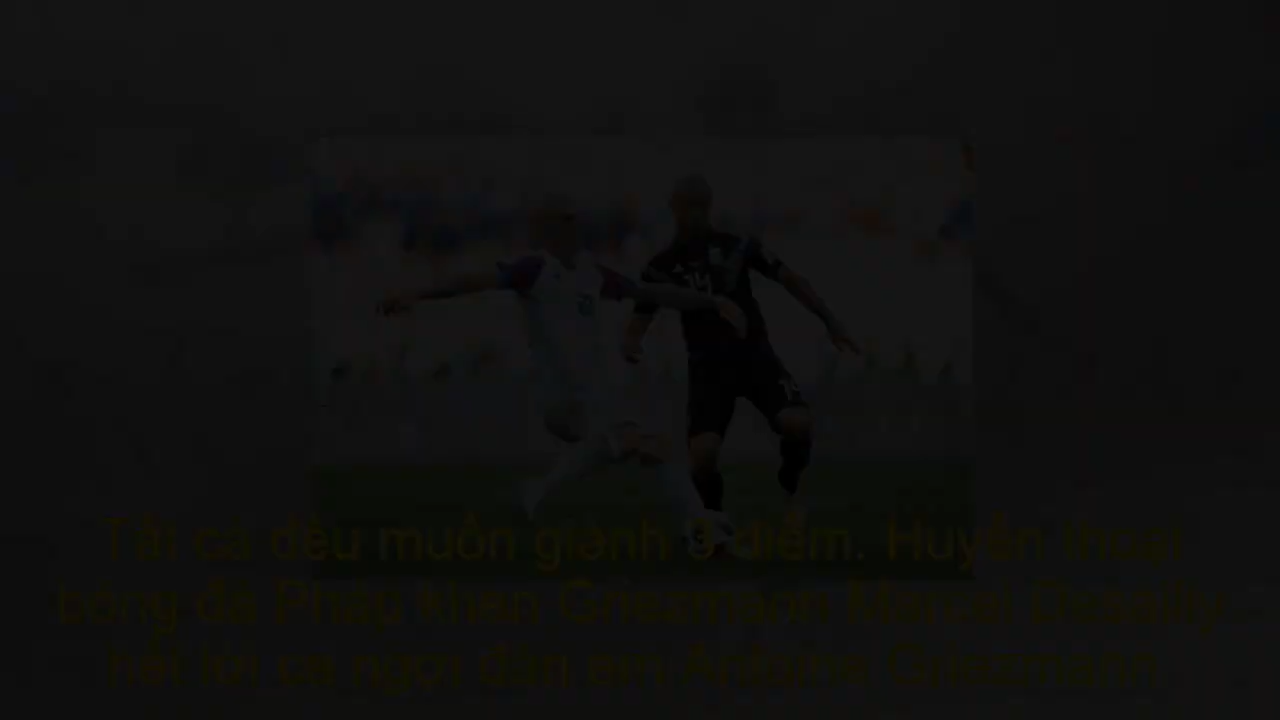 Tất cả đều muốn giành 3 điểm. Huyền thoại
bóng đá Pháp khen Griezmann Marcel Desailly
hết lời ca ngợi đàn em Antoine Griezmann.
14